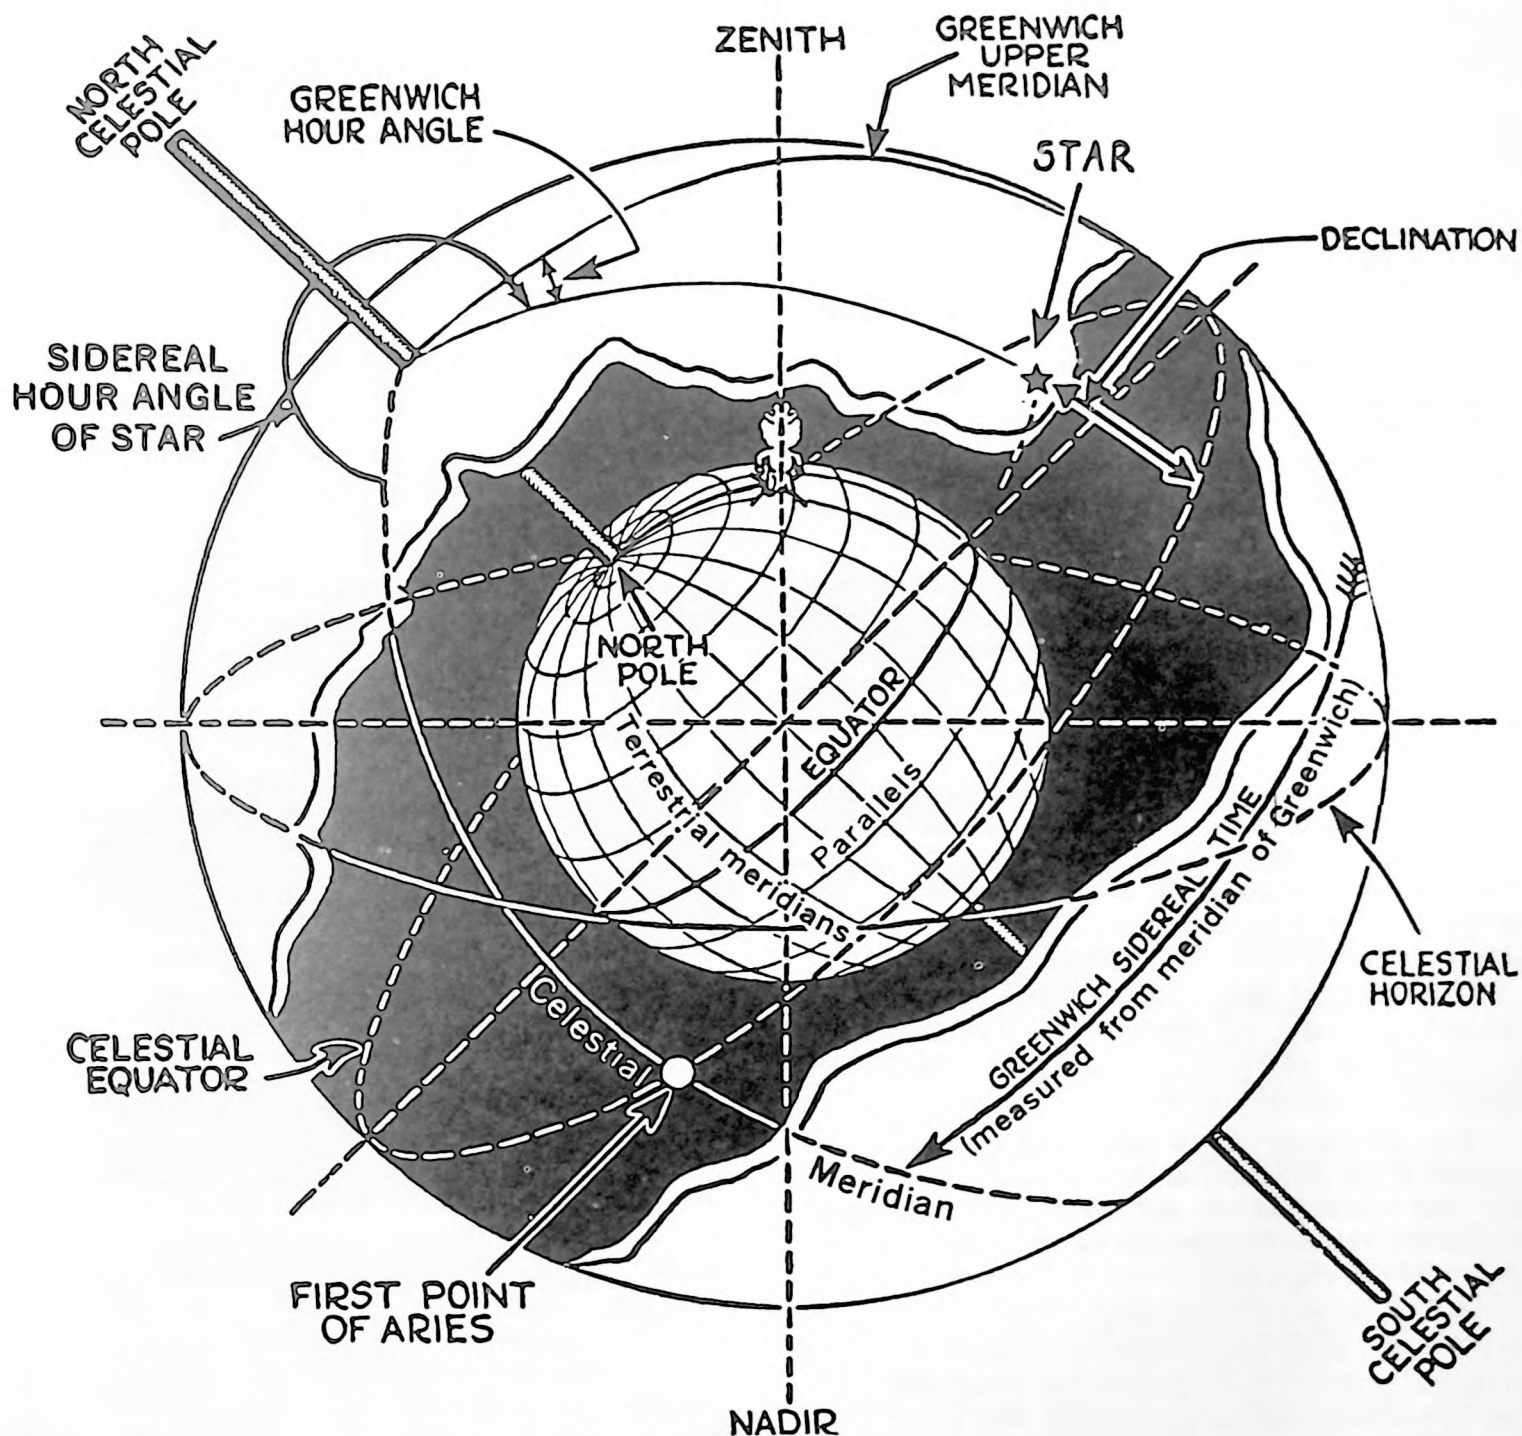 ZENITH
GREENWICH
UPPER
MERIDIAN
NORTH
CELESTIAL
POLE
GREENWICH
HOUR ANGLE
STAR
DECLINATION
SIDEREAL
HOUR ANGLE
OF STAR
NORTH
POLE
EQUATOR
Terrestrial meridians
Parallels
GREENWICH SIDEREAL TIME
(measured from meridian of Greenwich)
CELESTIAL
HORIZON
CELESTIAL
EQUATOR
Celestial
Meridian
FIRST POINT
OF ARIES
SOUTH
CELESTIAL
POLE
NADIR